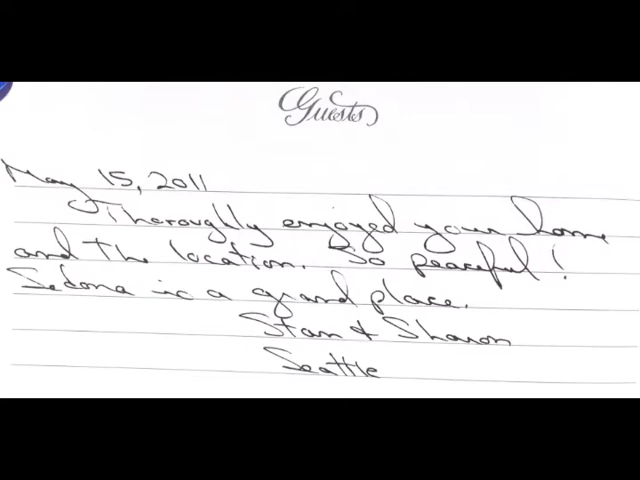 Guests
May 15, 2011
Thoroughly enjoyed your home
and the location. So peaceful!
Sedona is a grand place.
Stan & Sharon
Seattle